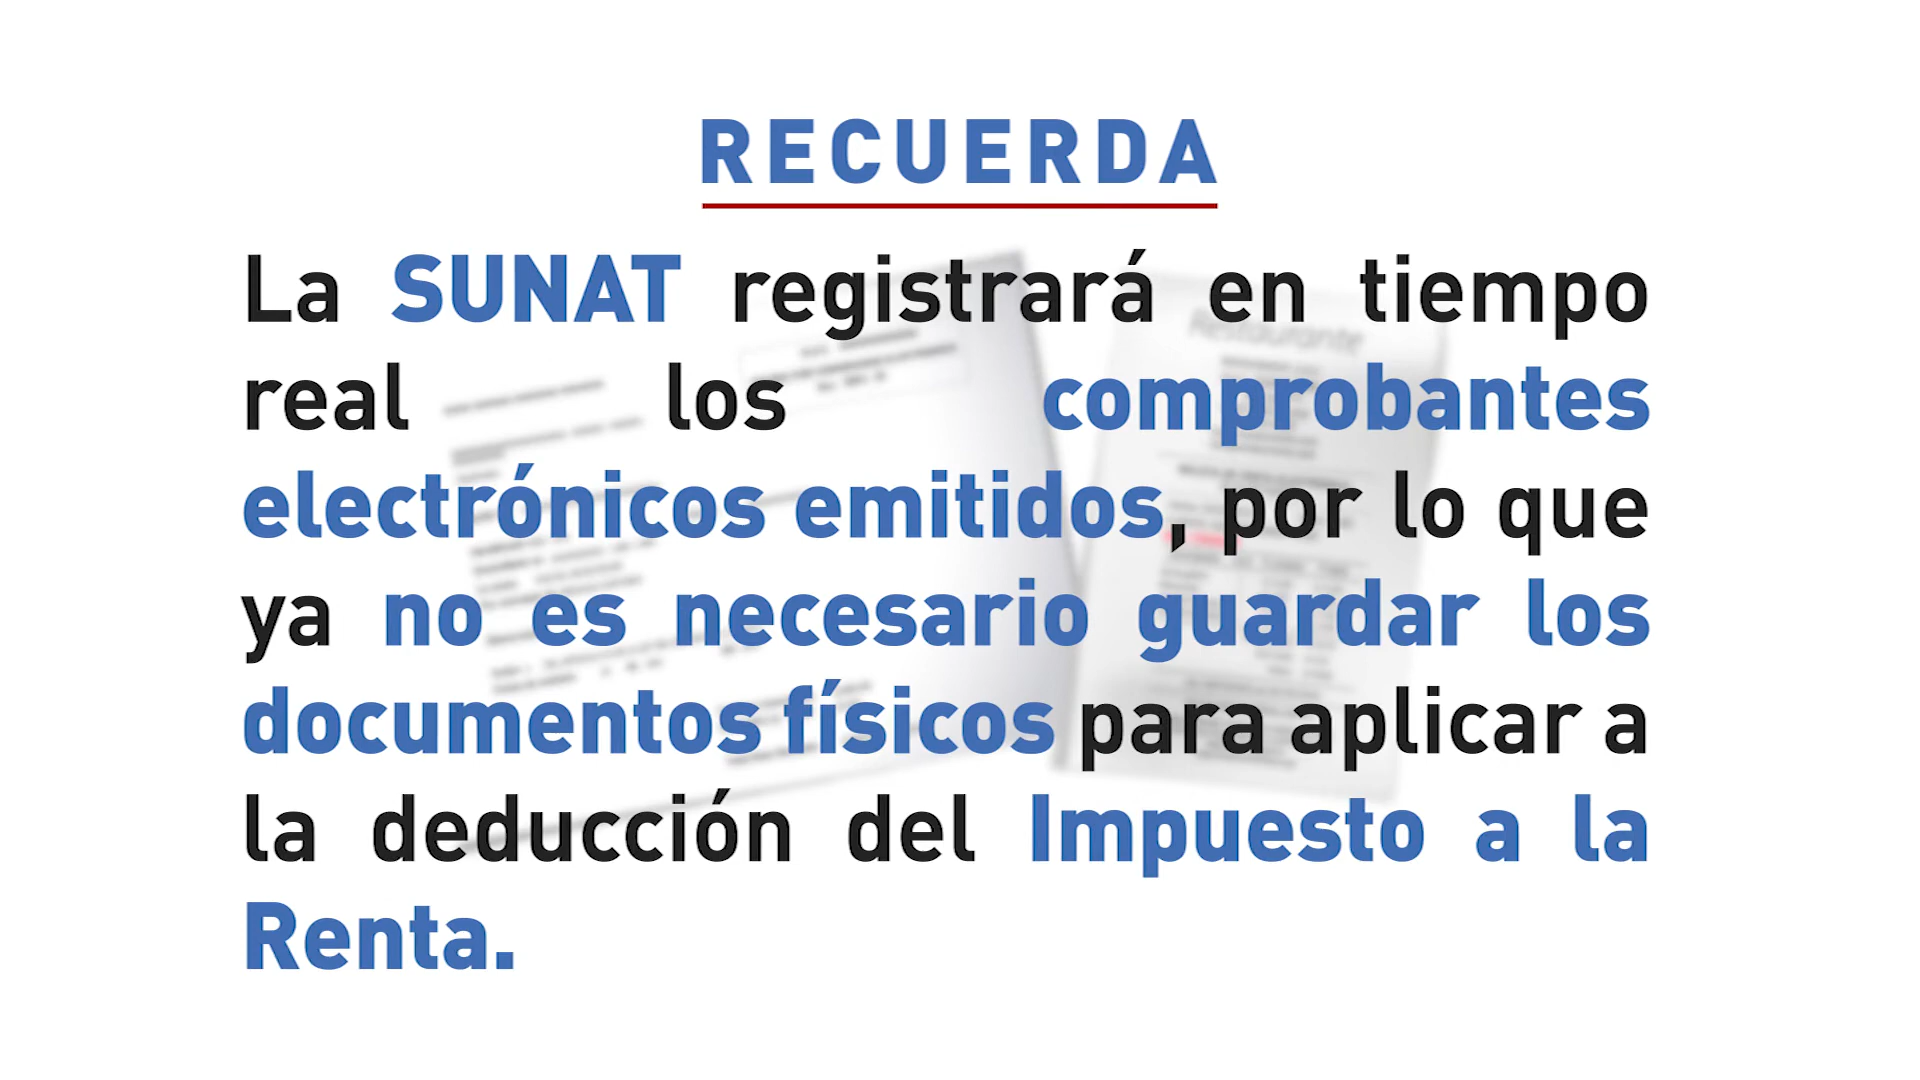 RECUERDA
La SUNAT registrará en tiempo
real los comprobantes
electrónicos emitidos, por lo que
ya no es necesario guardar los
documentos físicos para aplicar a
la deducción del Impuesto a la
Renta.
Restaurante